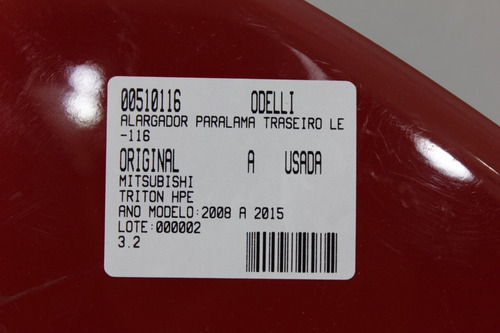 00510116 ODELLI
ALARGADOR PARALAMA TRASEIRO LE
-116
ORIGINAL A USADA
MITSUBISHI
TRITON HPE
ANO MODELO:2008 A 2015
LOTE:000002
3.2